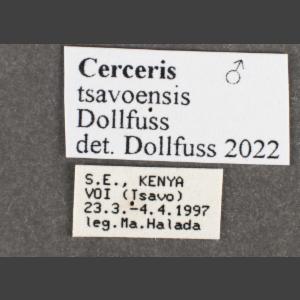 Cerceris ♂
tsavoensis
Dollfuss
det. Dollfuss 2022
S.E., KENYA
VOI (Tsavo)
23.3.-4.4.1997
leg.Ma.Halada